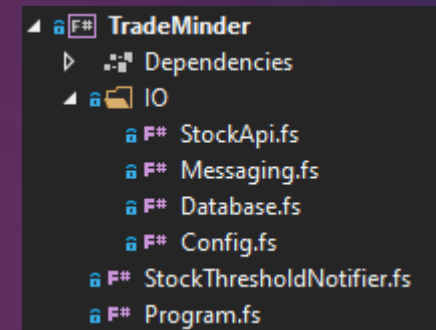 F# TradeMinder
Dependencies
IO
F# StockApi.fs
F# Messaging.fs
F# Database.fs
F# Config.fs
F# StockThresholdNotifier.fs
F# Program.fs